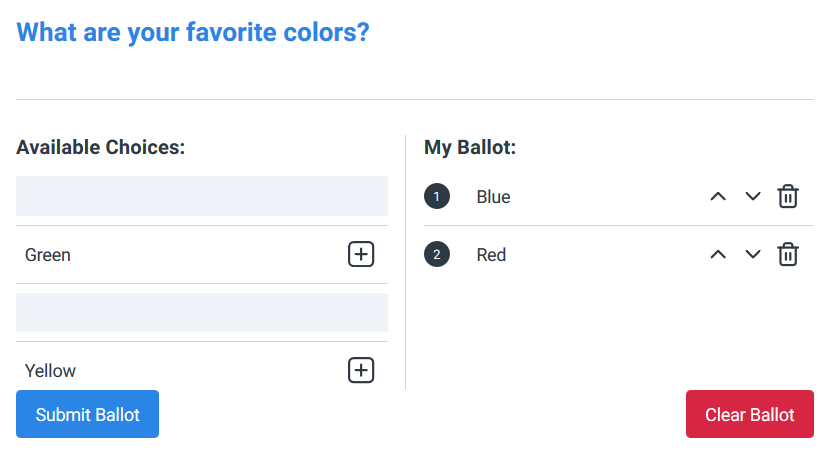 What are your favorite colors?
Available Choices:
Green
Yellow
Submit Ballot
My Ballot:
1 Blue
2 Red
Clear Ballot